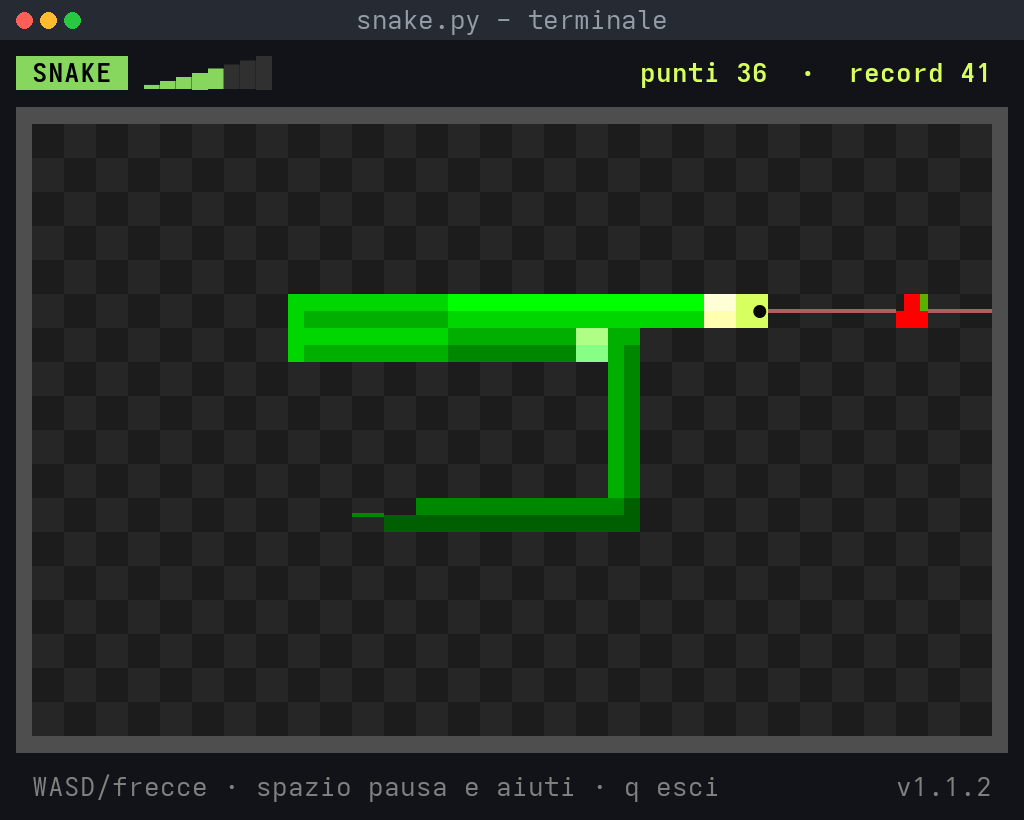 snake.py – terminale
SNAKE punti 36 · record 41
WASD/frecce · spazio pausa e aiuti · q esci v1.1.2